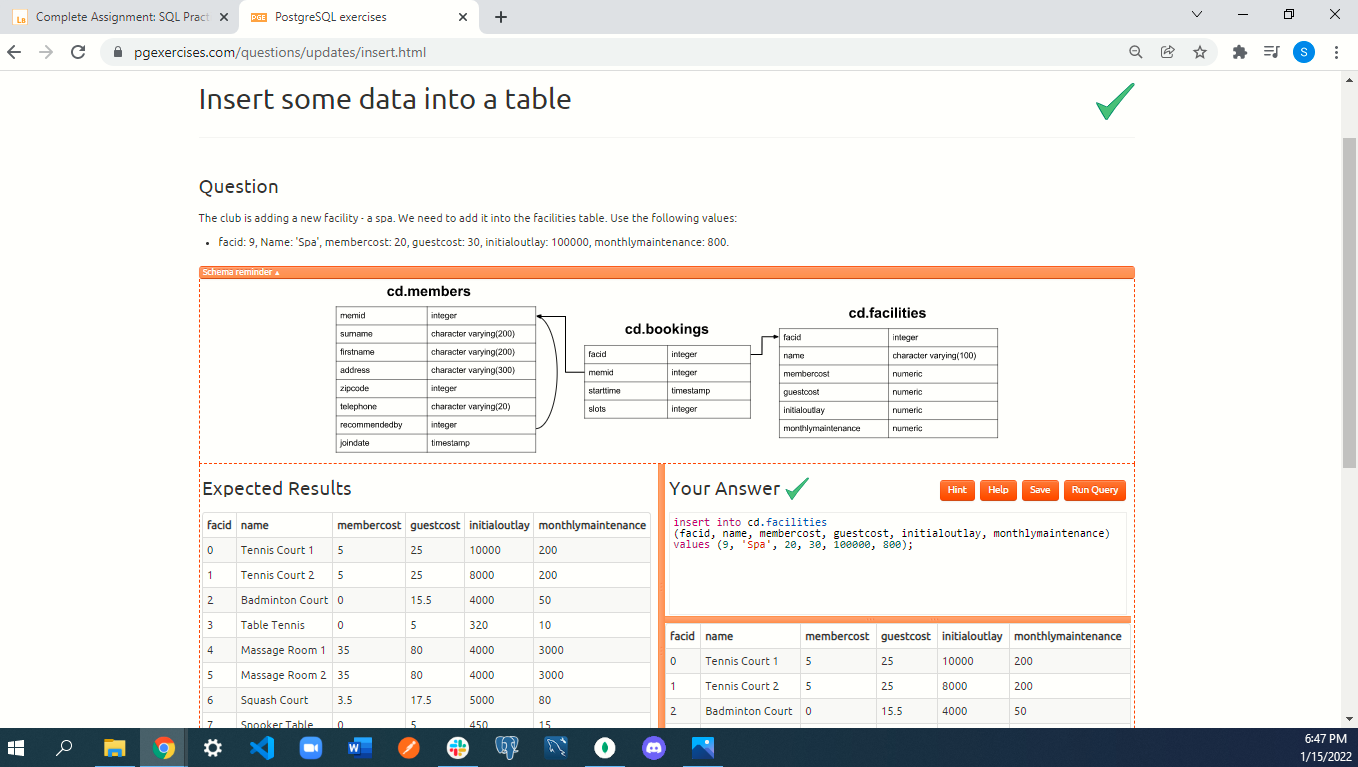 Complete Assignment: SQL Pract
PGE PostgreSQL exercises
pgexercises.com/questions/updates/insert.html
S
Insert some data into a table
Question
The club is adding a new facility - a spa. We need to add it into the facilities table. Use the following values:
• facid: 9, Name: 'Spa', membercost: 20, guestcost: 30, initialoutlay: 100000, monthlymaintenance: 800.
Schema reminder
cd.members
memid integer
surname character varying(200)
firstname character varying(200)
address character varying(300)
zipcode integer
telephone character varying(20)
recommendedby integer
joindate timestamp
cd.bookings
facid integer
memid integer
starttime timestamp
slots integer
cd.facilities
facid integer
name character varying(100)
membercost numeric
guestcost numeric
initialoutlay numeric
monthlymaintenance numeric
Expected Results
facid name membercost guestcost initialoutlay monthlymaintenance
0 Tennis Court 1 5 25 10000 200
1 Tennis Court 2 5 25 8000 200
2 Badminton Court 0 15.5 4000 50
3 Table Tennis 0 5 320 10
4 Massage Room 1 35 80 4000 3000
5 Massage Room 2 35 80 4000 3000
6 Squash Court 3.5 17.5 5000 80
7 Snooker Table 0 5 450 15
Your Answer
Hint Help Save Run Query
insert into cd.facilities
(facid, name, membercost, guestcost, initialoutlay, monthlymaintenance)
values (9, 'Spa', 20, 30, 100000, 800);
facid name membercost guestcost initialoutlay monthlymaintenance
0 Tennis Court 1 5 25 10000 200
1 Tennis Court 2 5 25 8000 200
2 Badminton Court 0 15.5 4000 50
6:47 PM
1/15/2022